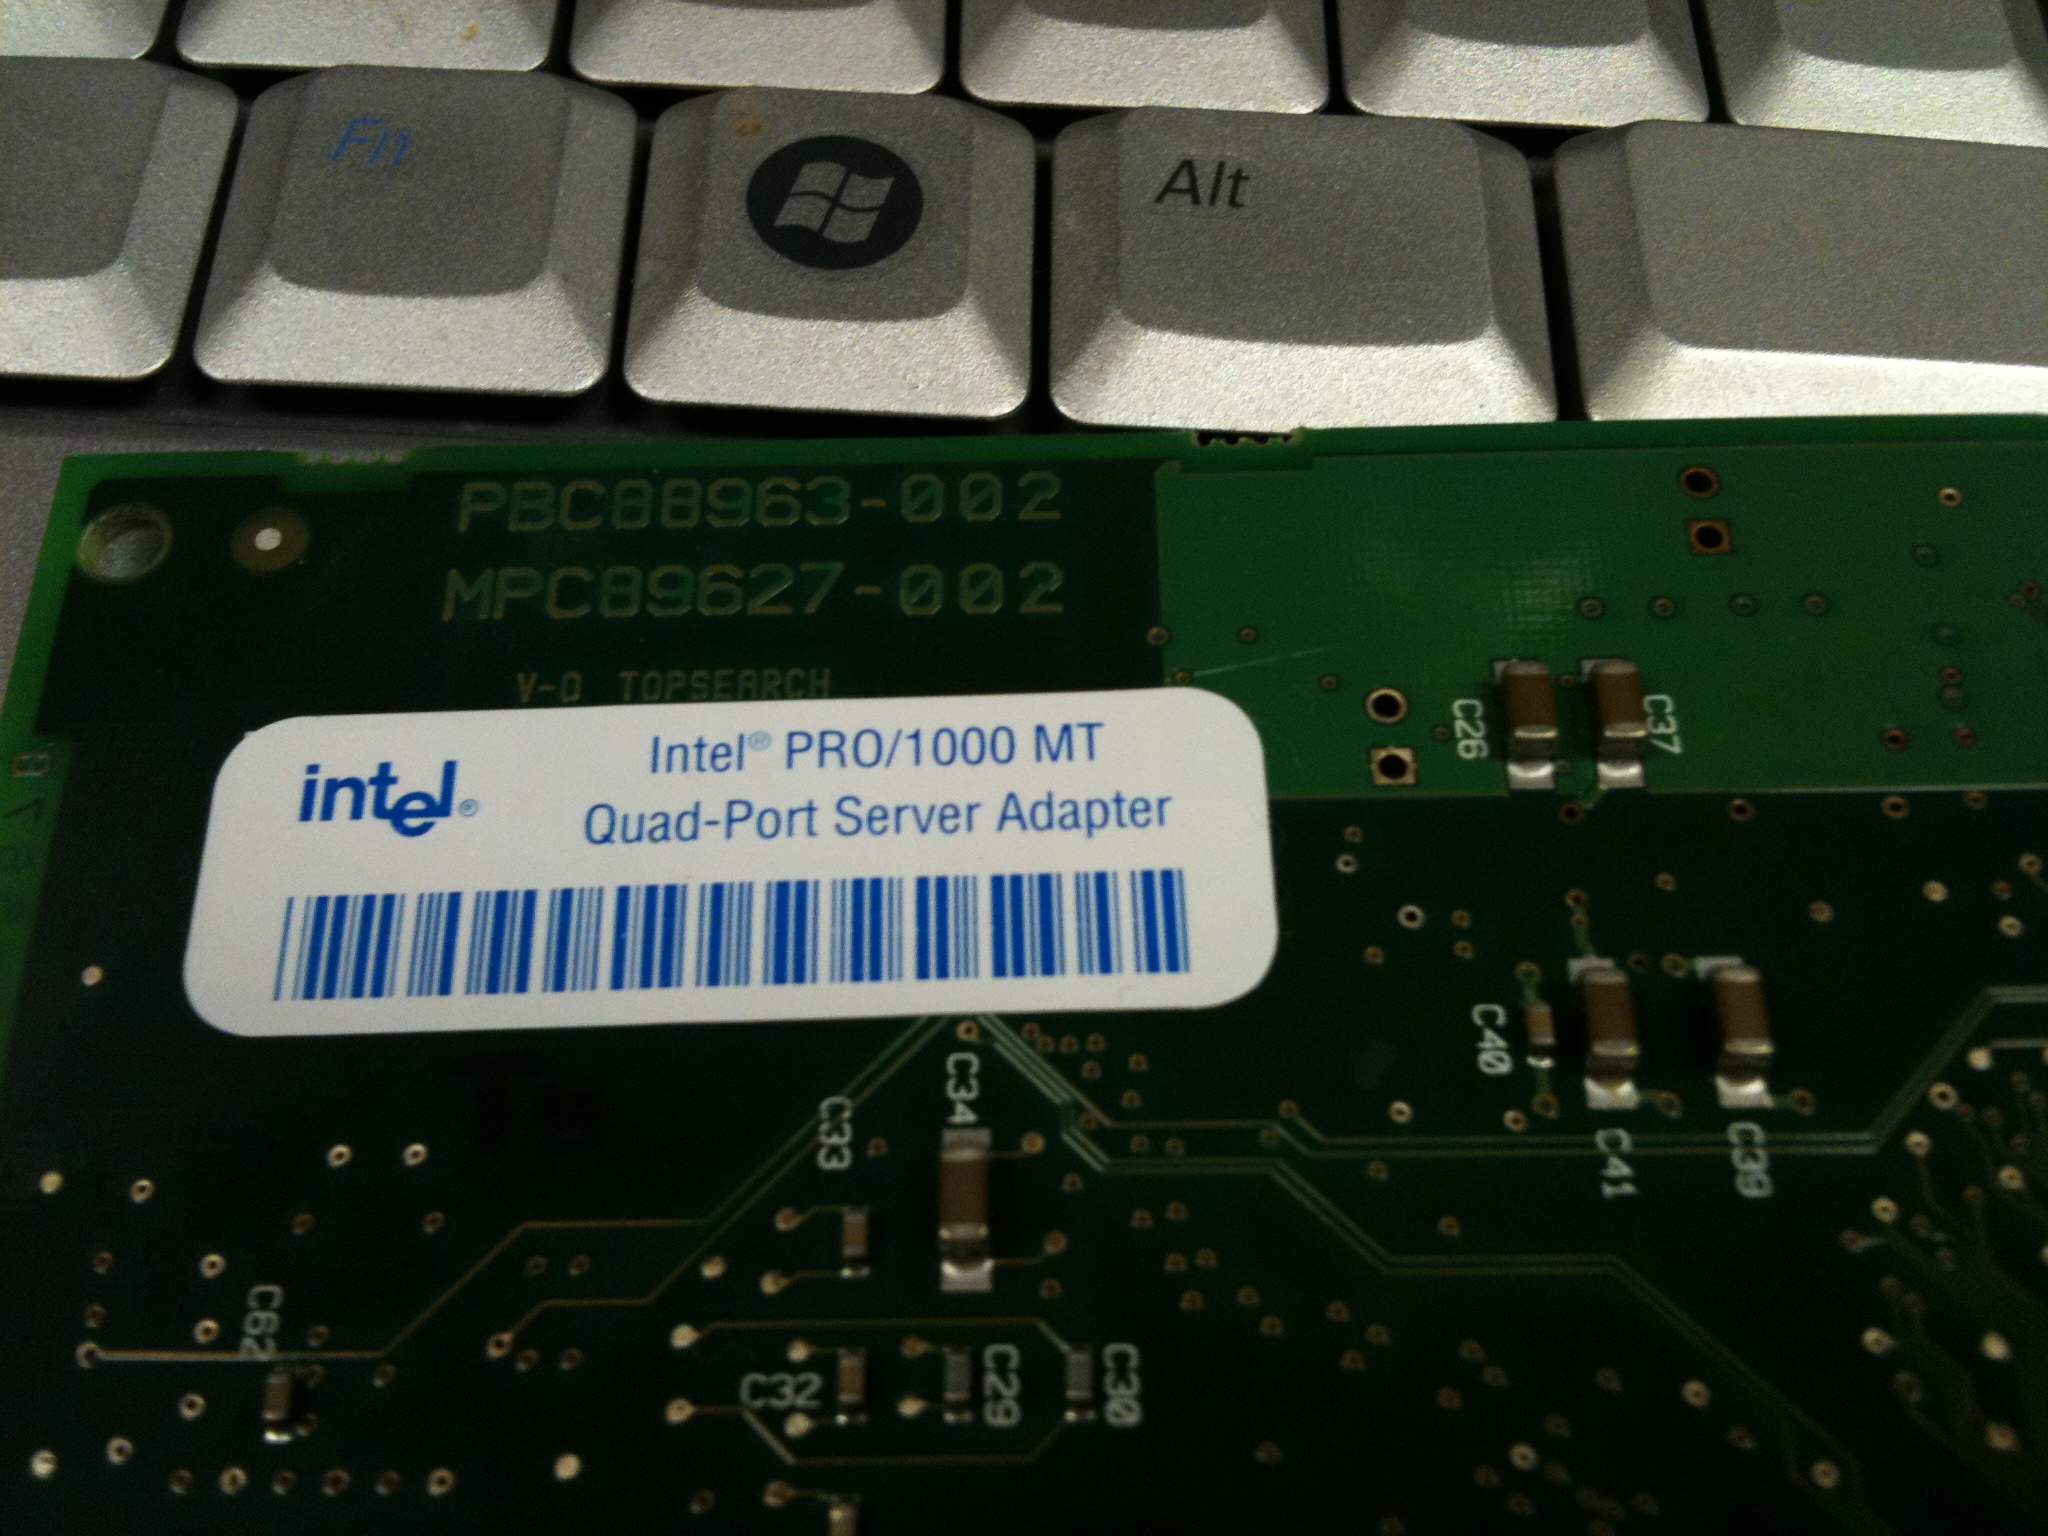 Fn
Alt
PBC88963-002
MPC89627-002
V-0 TOPSEARCH
intel®
Intel® PRO/1000 MT
Quad-Port Server Adapter
C26
C37
C40
C41
C39
C34
C33
C62
C32
C29
C30